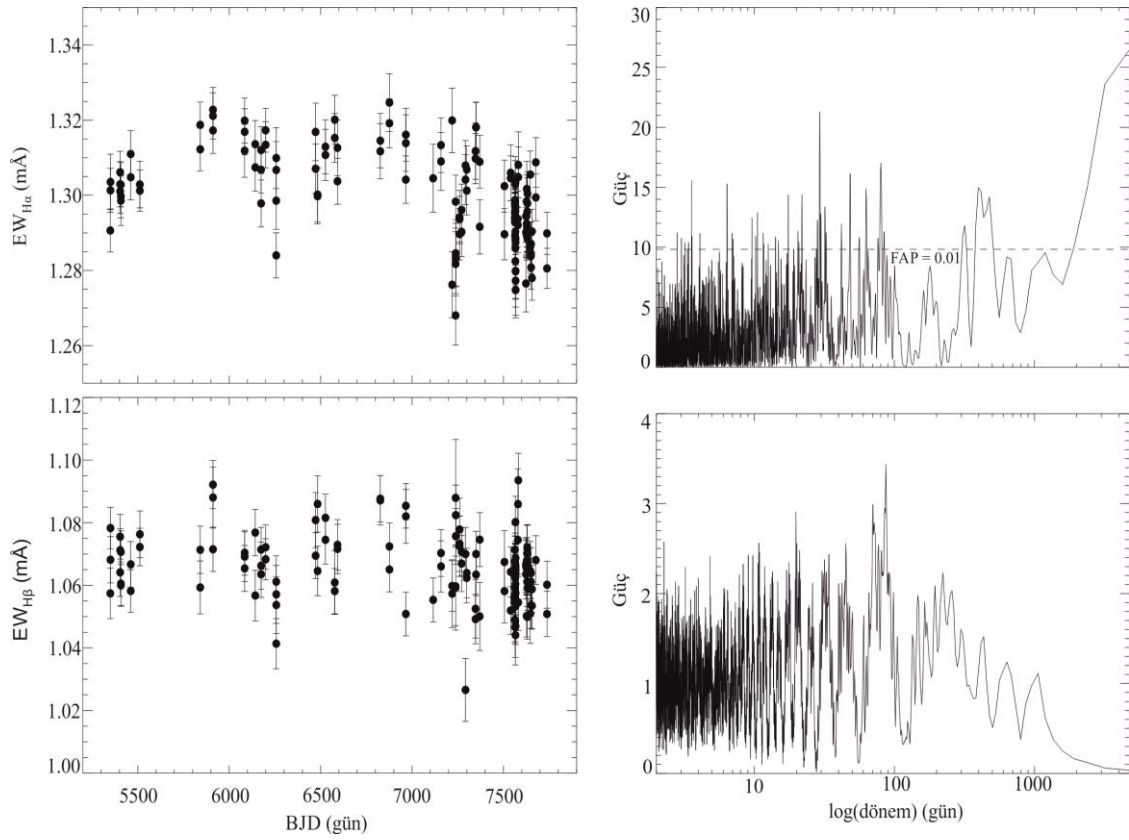 EW_Hα (mÅ)
1.34
1.32
1.30
1.28
1.26
Güç
30
25
20
15
10
5
0
FAP = 0.01
EW_Hβ (mÅ)
1.12
1.10
1.08
1.06
1.04
1.02
1.00
5500 6000 6500 7000 7500
BJD (gün)
Güç
4
3
2
1
0
10 100 1000
log(dönem) (gün)